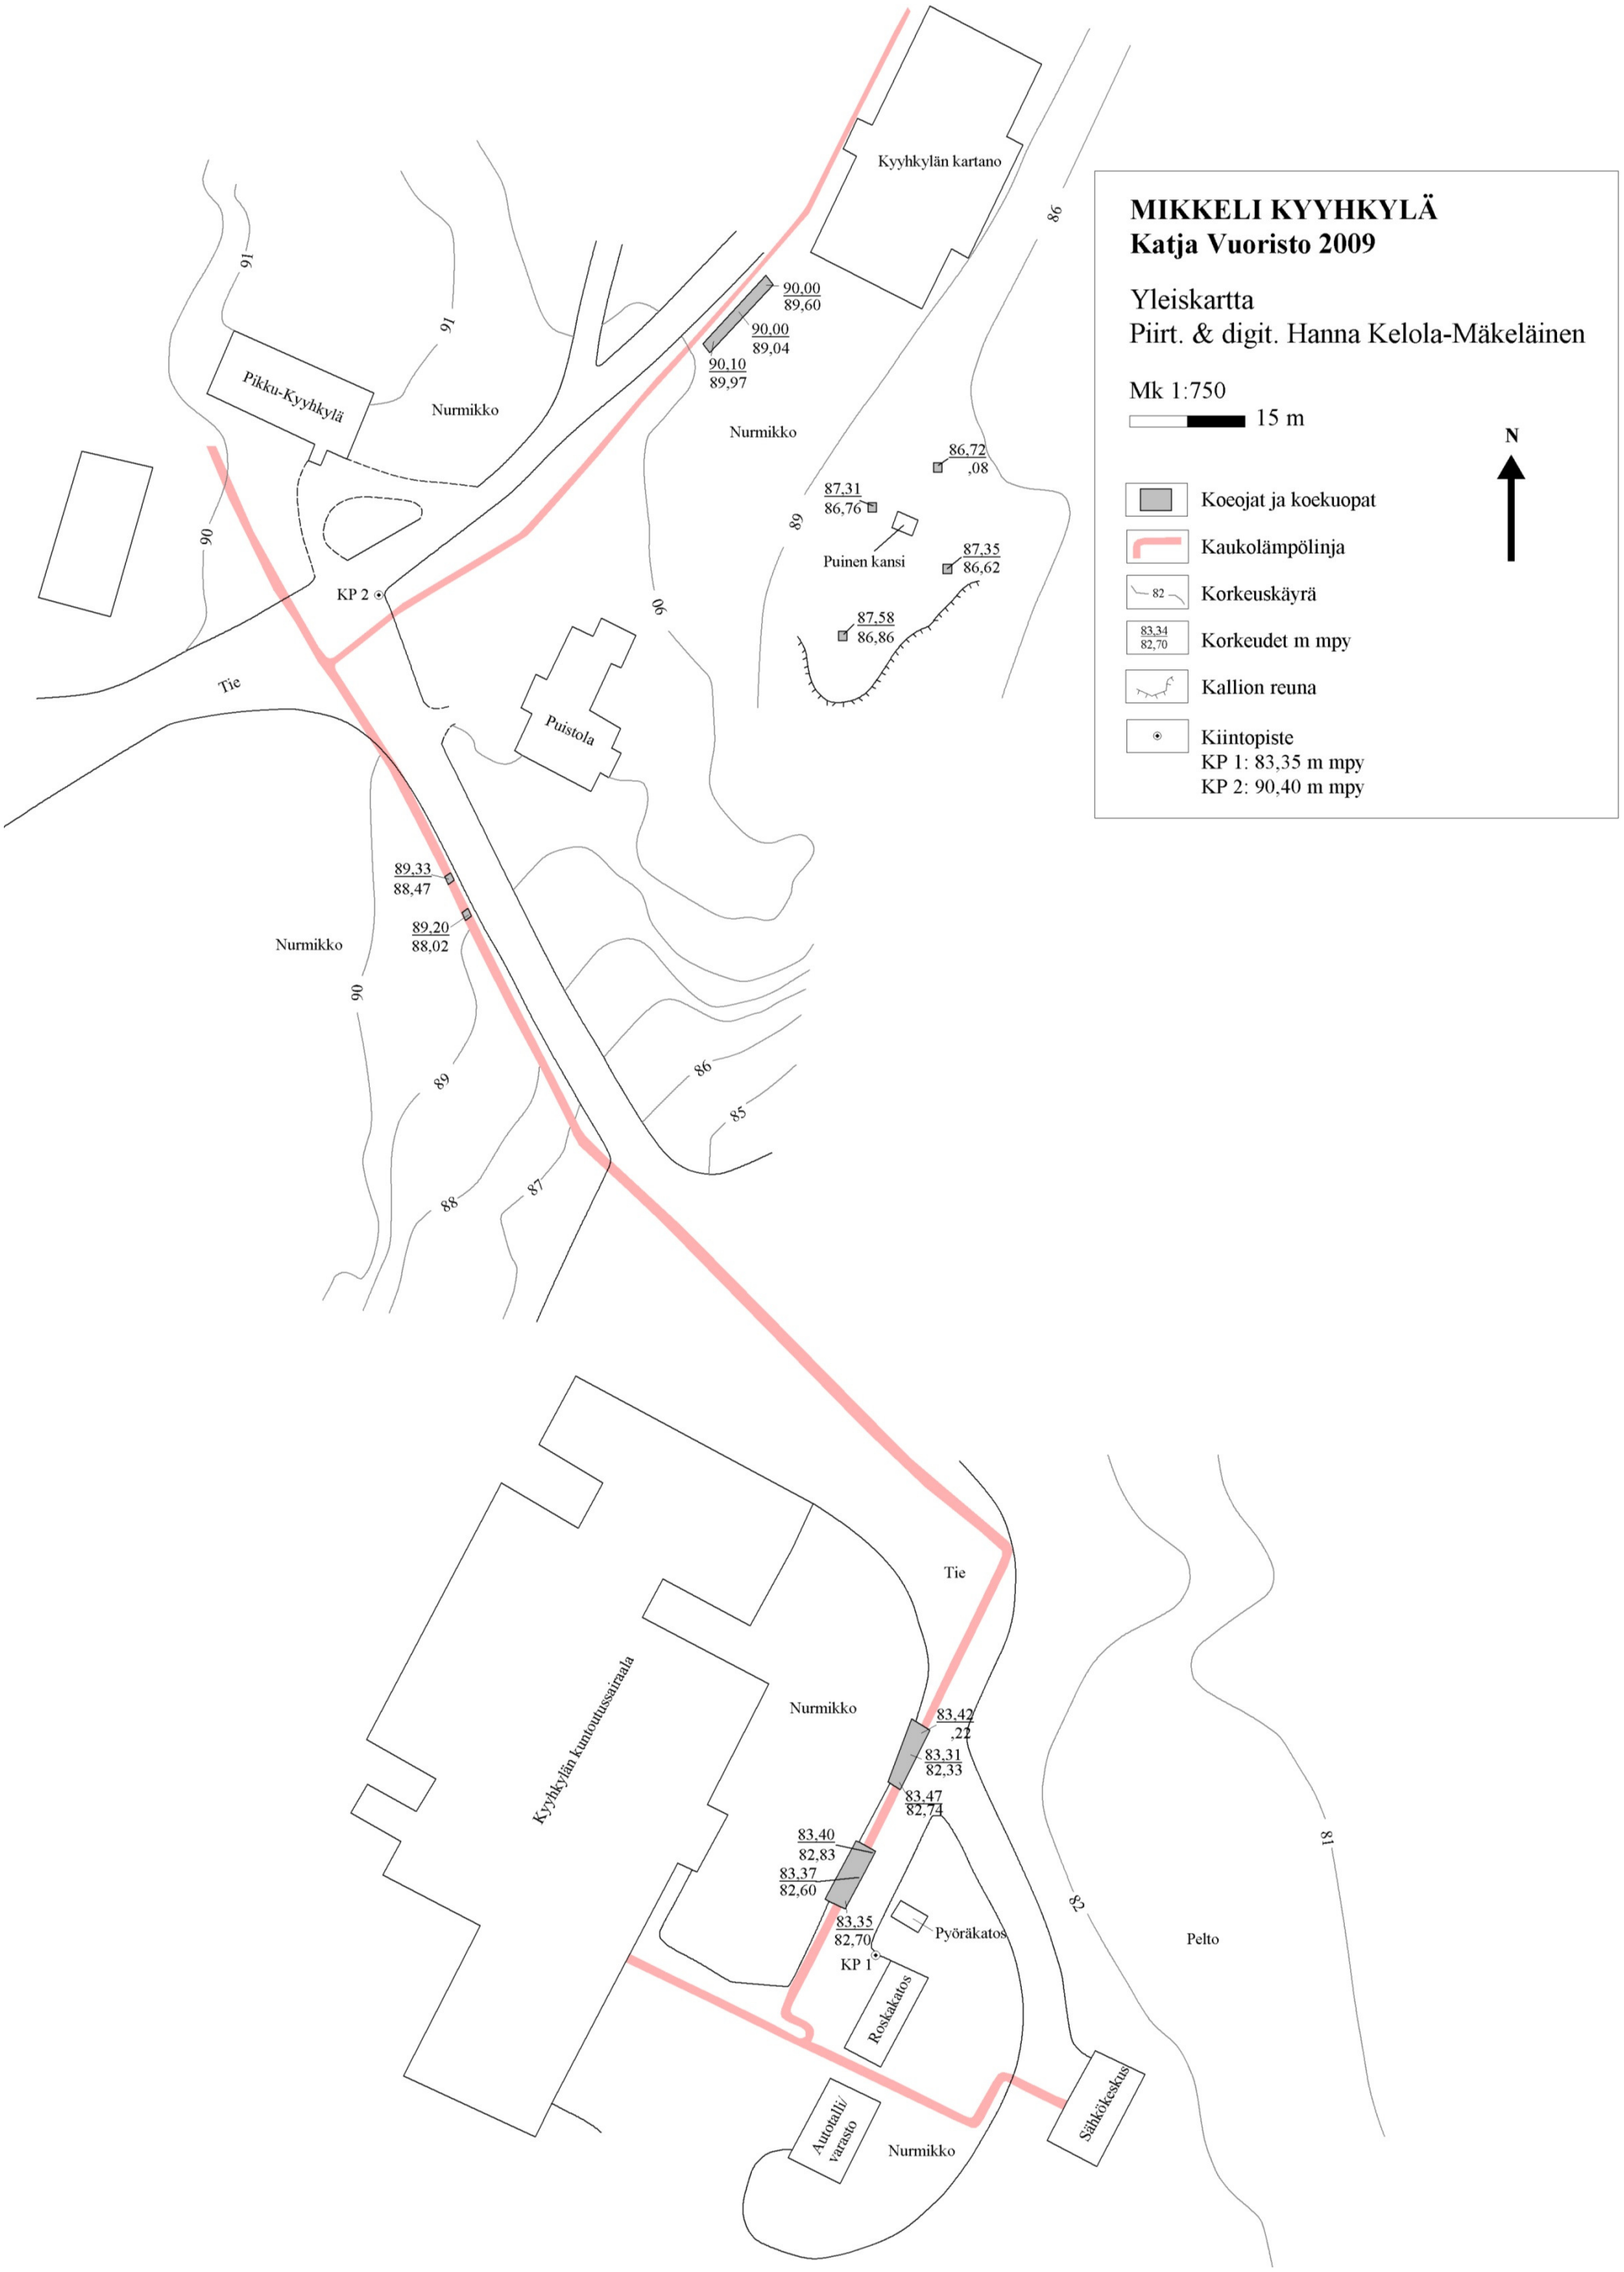 Kyyhkylän kartano
86
MIKKELI KYYHKYLÄ
Katja Vuoristo 2009
Yleiskartta
Piirt. & digit. Hanna Kelola-Mäkeläinen
Mk 1:750
15 m
N
Koeojat ja koekuopat
Kaukolämpölinja
82
Korkeuskäyrä
83,34
82,70
Korkeudet m mpy
Kallion reuna
Kiintopiste
KP 1: 83,35 m mpy
KP 2: 90,40 m mpy
91
91
90,00
89,60
90,00
89,04
90,10
89,97
Pikku-Kyyhkylä
Nurmikko
Nurmikko
86,72
,08
87,31
86,76
89
90
Puinen kansi
87,35
86,62
KP 2
90
87,58
86,86
Tie
Puistola
89,33
88,47
89,20
88,02
Nurmikko
90
89
86
85
88
87
Tie
Kyyhkylän kuntoutussairaala
Nurmikko
83,42
,22
83,31
82,33
83,47
82,74
83,40
82,83
83,37
82,60
81
82
83,35
82,70
Pyöräkatos
Pelto
KP 1
Roskakatos
Sähkökeskus
Autotalli/
varasto
Nurmikko